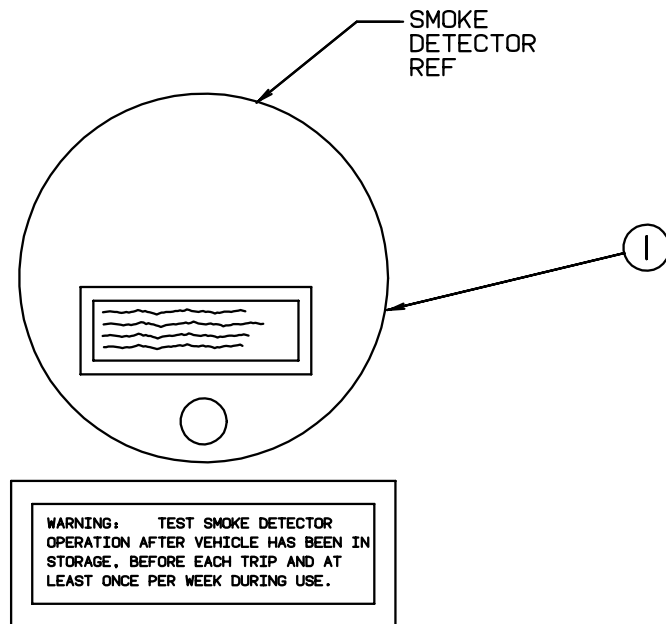 SMOKE
DETECTOR
REF
1
WARNING: TEST SMOKE DETECTOR
OPERATION AFTER VEHICLE HAS BEEN IN
STORAGE, BEFORE EACH TRIP AND AT
LEAST ONCE PER WEEK DURING USE.